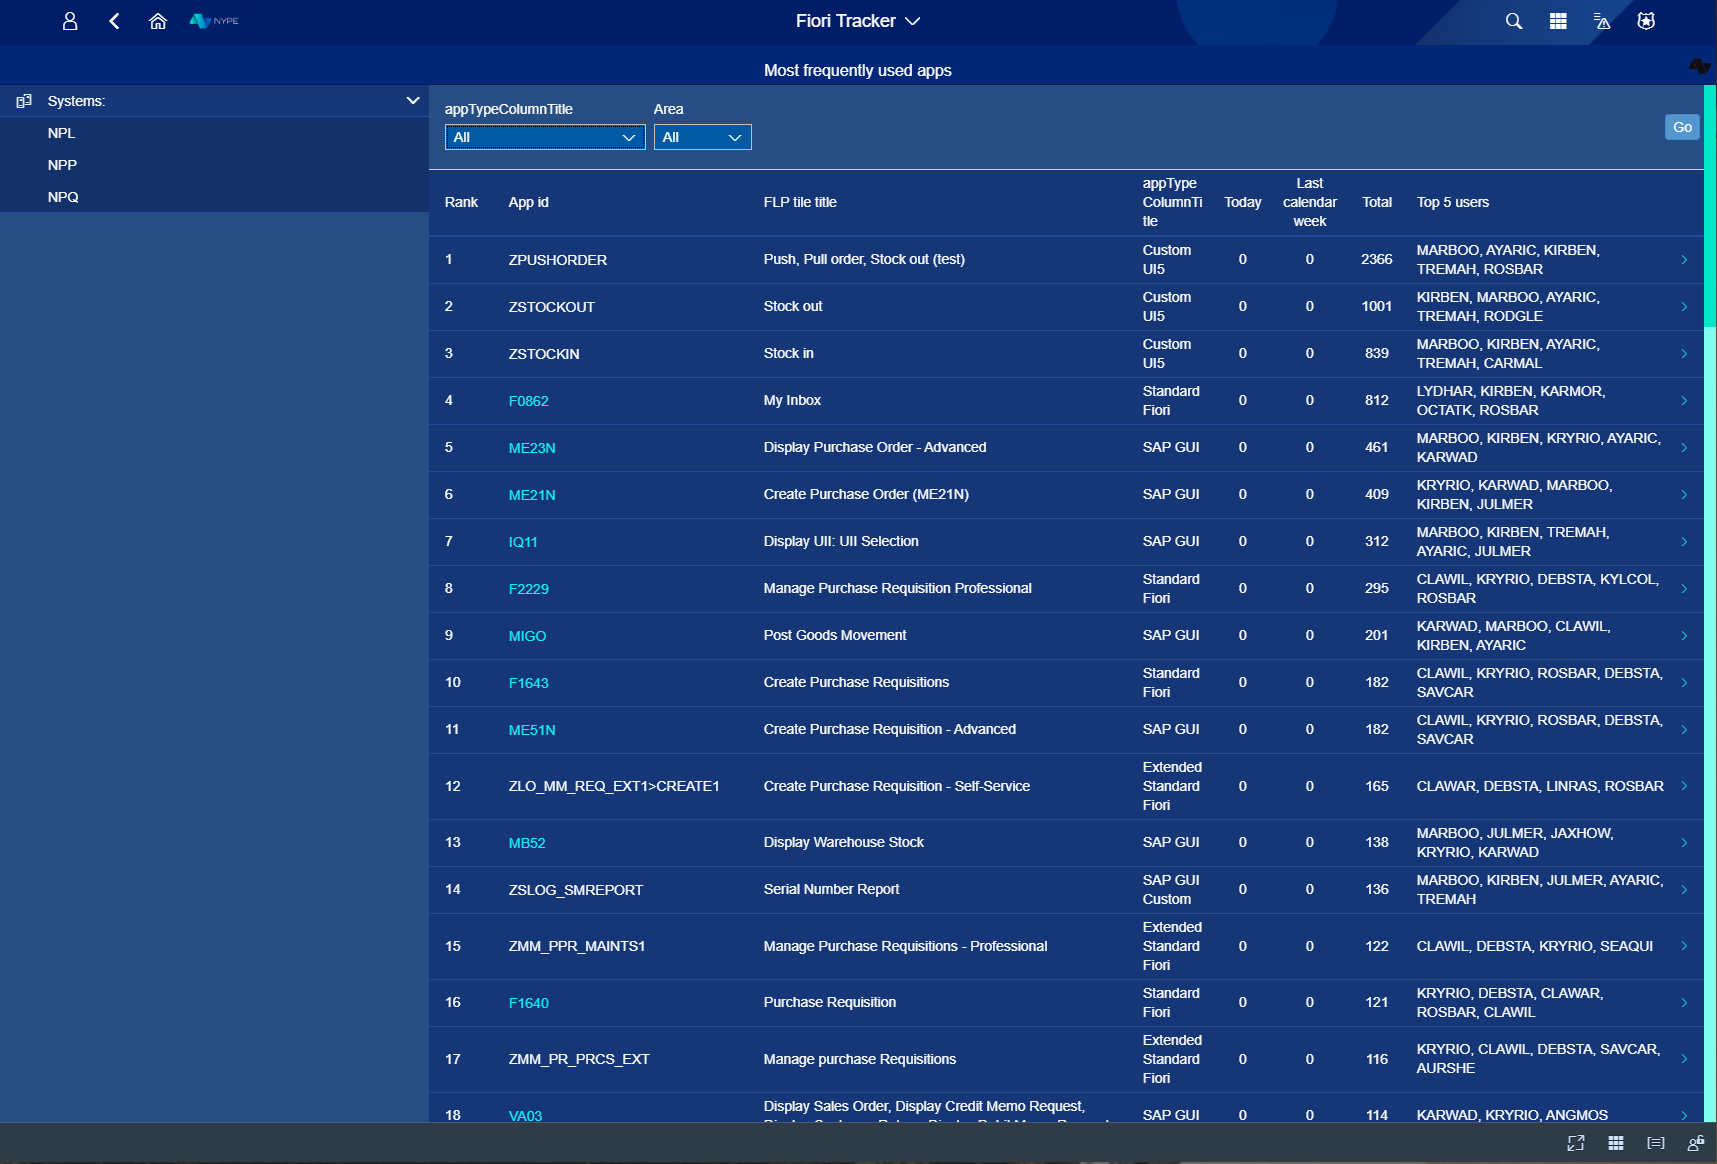 NYPE
Fiori Tracker
Most frequently used apps
Systems:
NPL
NPP
NPQ
appTypeColumnTitle
Area
All
All
Go
Rank
App id
FLP tile title
appType
ColumnTi
tle
Today
Last
calendar
week
Total
Top 5 users
1
ZPUSHORDER
Push, Pull order, Stock out (test)
Custom
UI5
0
0
2366
MARBOO, AYARIC, KIRBEN,
TREMAH, ROSBAR
2
ZSTOCKOUT
Stock out
Custom
UI5
0
0
1001
KIRBEN, MARBOO, AYARIC,
TREMAH, RODGLE
3
ZSTOCKIN
Stock in
Custom
UI5
0
0
839
MARBOO, KIRBEN, AYARIC,
TREMAH, CARMAL
4
F0862
My Inbox
Standard
Fiori
0
0
812
LYDHAR, KIRBEN, KARMOR,
OCTATK, ROSBAR
5
ME23N
Display Purchase Order - Advanced
SAP GUI
0
0
461
MARBOO, KIRBEN, KRYRIO, AYARIC,
KARWAD
6
ME21N
Create Purchase Order (ME21N)
SAP GUI
0
0
409
KRYRIO, KARWAD, MARBOO,
KIRBEN, JULMER
7
IQ11
Display UII: UII Selection
SAP GUI
0
0
312
MARBOO, KIRBEN, TREMAH,
AYARIC, JULMER
8
F2229
Manage Purchase Requisition Professional
Standard
Fiori
0
0
295
CLAWIL, KRYRIO, DEBSTA, KYLCOL,
ROSBAR
9
MIGO
Post Goods Movement
SAP GUI
0
0
201
KARWAD, MARBOO, CLAWIL,
KIRBEN, AYARIC
10
F1643
Create Purchase Requisitions
Standard
Fiori
0
0
182
CLAWIL, KRYRIO, ROSBAR, DEBSTA,
SAVCAR
11
ME51N
Create Purchase Requisition - Advanced
SAP GUI
0
0
182
CLAWIL, KRYRIO, ROSBAR, DEBSTA,
SAVCAR
12
ZLO_MM_REQ_EXT1>CREATE1
Create Purchase Requisition - Self-Service
Extended
Standard
Fiori
0
0
165
CLAWAR, DEBSTA, LINRAS, ROSBAR
13
MB52
Display Warehouse Stock
SAP GUI
0
0
138
MARBOO, JULMER, JAXHOW,
KRYRIO, KARWAD
14
ZSLOG_SMREPORT
Serial Number Report
SAP GUI
Custom
0
0
136
MARBOO, KIRBEN, JULMER, AYARIC,
TREMAH
15
ZMM_PPR_MAINTS1
Manage Purchase Requisitions - Professional
Extended
Standard
Fiori
0
0
122
CLAWIL, DEBSTA, KRYRIO, SEAQUI
16
F1640
Purchase Requisition
Standard
Fiori
0
0
121
KRYRIO, DEBSTA, CLAWAR,
ROSBAR, CLAWIL
17
ZMM_PR_PRCS_EXT
Manage purchase Requisitions
Extended
Standard
Fiori
0
0
116
KRYRIO, CLAWIL, DEBSTA, SAVCAR,
AURSHE
18
VA03
Display Sales Order, Display Credit Memo Request,
SAP GUI
0
0
114
KARWAD, KRYRIO, ANGMOS